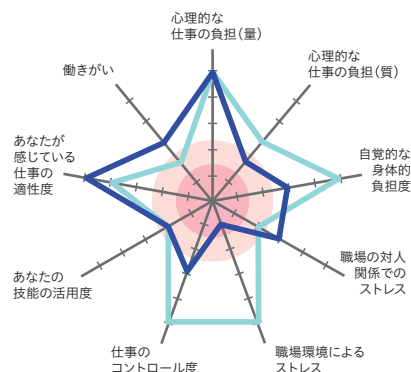 心理的な
仕事の負担(量)
心理的な
仕事の負担(質)
自覚的な
身体的
負担度
職場の対人
関係での
ストレス
職場環境による
ストレス
仕事の
コントロール度
あなたの
技能の活用度
あなたが
感じている
仕事の
適性度
働きがい